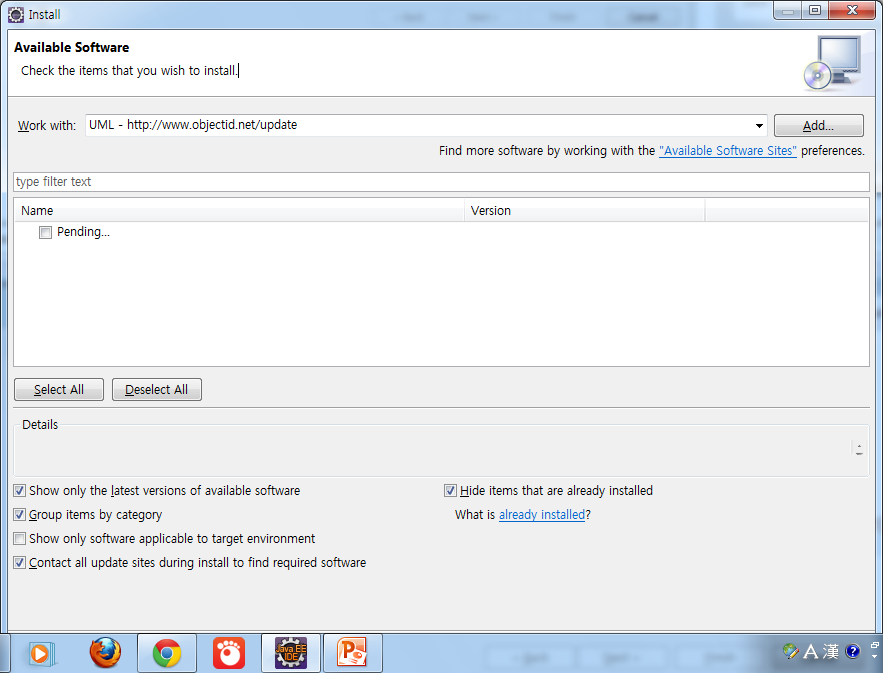 Install
Available Software
Check the items that you wish to install.
Work with: UML - http://www.objectid.net/update Add...
Find more software by working with the "Available Software Sites" preferences.
type filter text
Name Version
Pending...
Select All Deselect All
Details
Show only the latest versions of available software Hide items that are already installed
Group items by category What is already installed?
Show only software applicable to target environment
Contact all update sites during install to find required software
Java EE
IDE
A 漢 ?